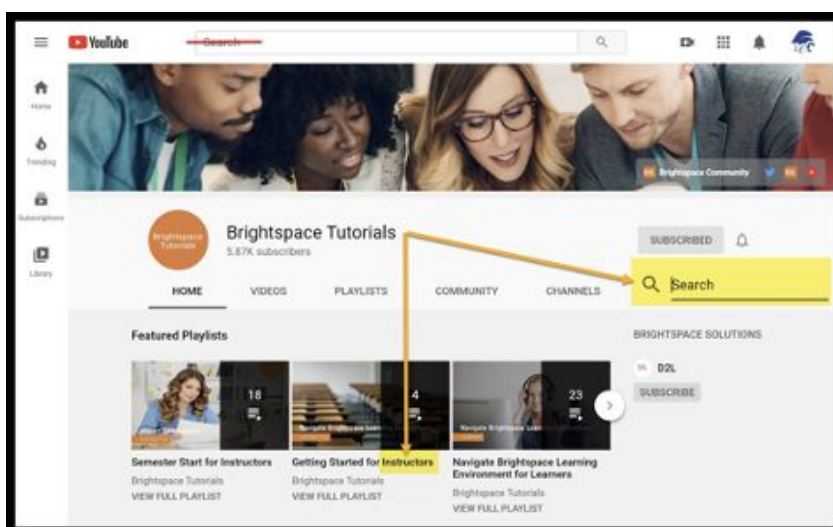 YouTube
Search
Home
Trending
Subscriptions
Library
Brightspace Community
Brightspace
Tutorials
Brightspace Tutorials
5.87K subscribers
SUBSCRIBED
HOME VIDEOS PLAYLISTS COMMUNITY CHANNELS
Search
Featured Playlists
BRIGHTSPACE SOLUTIONS
D2L
SUBSCRIBE
18 4 23
Semester Start for Instructors
Brightspace Tutorials
VIEW FULL PLAYLIST
Getting Started for Instructors
Brightspace Tutorials
VIEW FULL PLAYLIST
Navigate Brightspace Learning
Environment for Learners
Brightspace Tutorials
VIEW FULL PLAYLIST